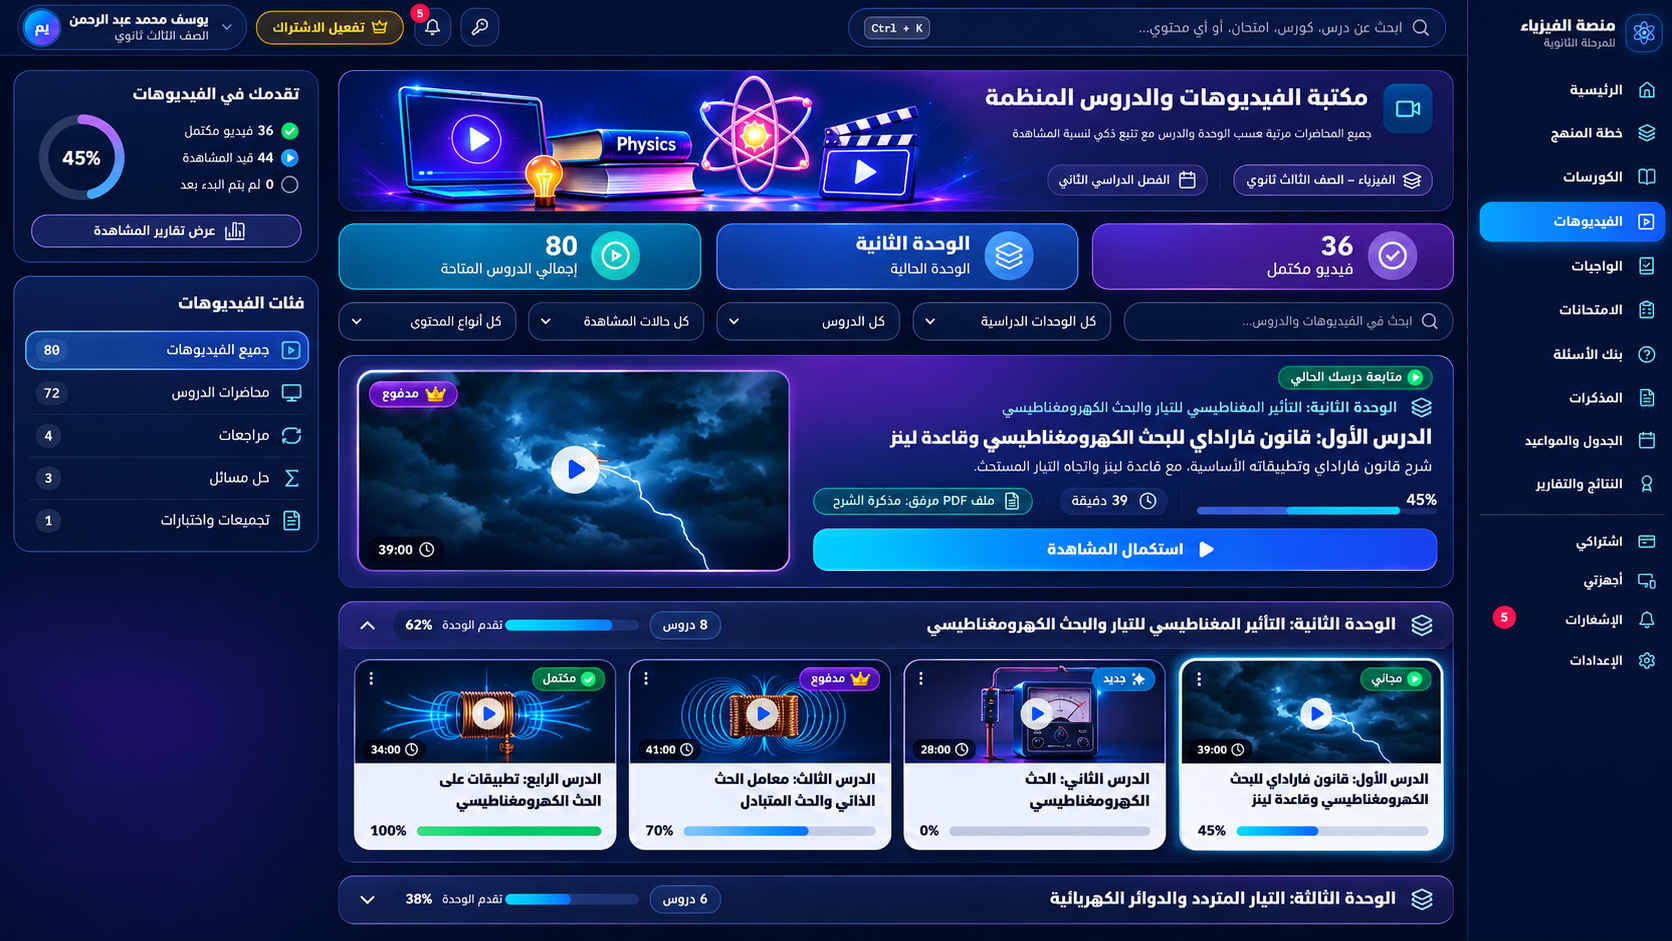 منصة الفيزياء
للمرحلة الثانوية
الرئيسية
خطة المنهج
الكورسات
الفيديوهات
الواجبات
الامتحانات
بنك الأسئلة
المذكرات
الجدول والمواعيد
النتائج والتقارير
اشتراكي
أجهزتي
الإشعارات
5
الإعدادات
ابحث عن درس، كورس، امتحان، أو أي محتوى...
Ctrl + K
5
تفعيل الاشتراك
يوسف محمد عبد الرحمن
الصف الثالث ثانوي
يم
مكتبة الفيديوهات والدروس المنظمة
جميع المحاضرات مرتبة حسب الوحدة والدرس مع تتبع ذكي لنسبة المشاهدة
الفيزياء – الصف الثالث ثانوي
الفصل الدراسي الثاني
Physics
36
فيديو مكتمل
الوحدة الثانية
الوحدة الحالية
80
إجمالي الدروس المتاحة
ابحث في الفيديوهات والدروس...
كل الوحدات الدراسية
كل الدروس
كل حالات المشاهدة
كل أنواع المحتوى
متابعة درسك الحالي
الوحدة الثانية: التأثير المغناطيسي للتيار والبحث الكهرومغناطيسي
الدرس الأول: قانون فاراداي للبحث الكهرومغناطيسي وقاعدة لينز
شرح قانون فاراداي وتطبيقاته الأساسية، مع قاعدة لينز واتجاه التيار المستحث.
45%
39 دقيقة
ملف PDF مرفق: مذكرة الشرح
استكمال المشاهدة
مدفوع
39:00
الوحدة الثانية: التأثير المغناطيسي للتيار والبحث الكهرومغناطيسي
8 دروس
تقدم الوحدة 62%
مجاني
39:00
الدرس الأول: قانون فاراداي للبحث
الكهرومغناطيسي وقاعدة لينز
45%
جديد
28:00
الدرس الثاني: الحث
الكهرومغناطيسي
0%
مدفوع
41:00
الدرس الثالث: معامل الحث
الذاتي والحث المتبادل
70%
مكتمل
34:00
الدرس الرابع: تطبيقات على
الحث الكهرومغناطيسي
100%
الوحدة الثالثة: التيار المتردد والدوائر الكهربائية
6 دروس
تقدم الوحدة 38%
تقدمك في الفيديوهات
36 فيديو مكتمل
44 قيد المشاهدة
0 لم يتم البدء بعد
45%
عرض تقارير المشاهدة
فئات الفيديوهات
جميع الفيديوهات 80
محاضرات الدروس 72
مراجعات 4
حل مسائل 3
تجميعات واختبارات 1